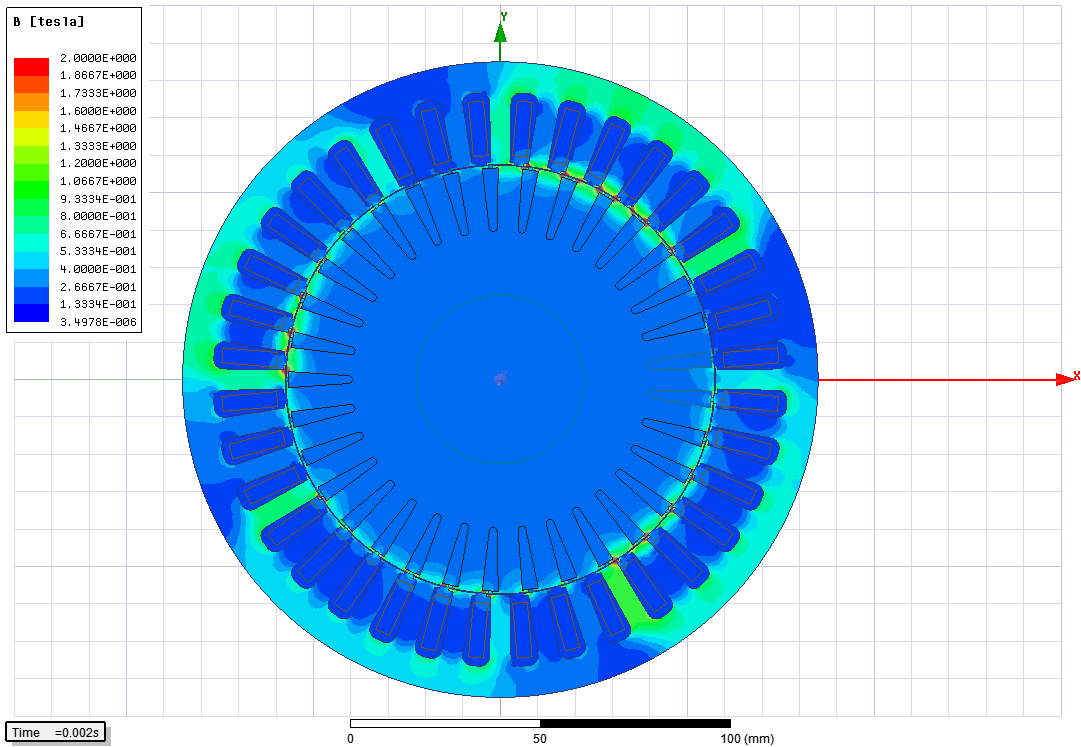 B [tesla]
2.0000E+000
1.8667E+000
1.7333E+000
1.6000E+000
1.4667E+000
1.3333E+000
1.2000E+000
1.0667E+000
9.3334E-001
8.0000E-001
6.6667E-001
5.3334E-001
4.0000E-001
2.6667E-001
1.3334E-001
3.4978E-006
Y
X
Time =0.002s
0 50 100 (mm)